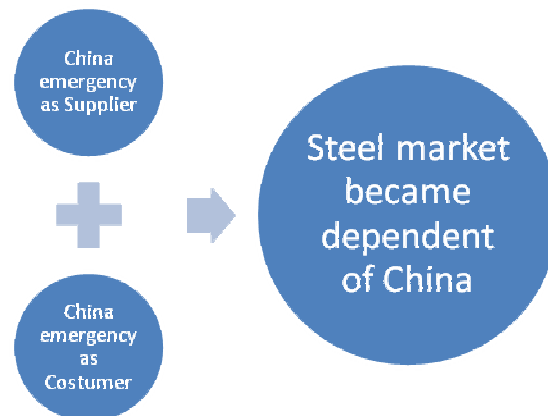 China
emergency
as Supplier
China
emergency
as
Costumer
Steel market
became
dependent
of China